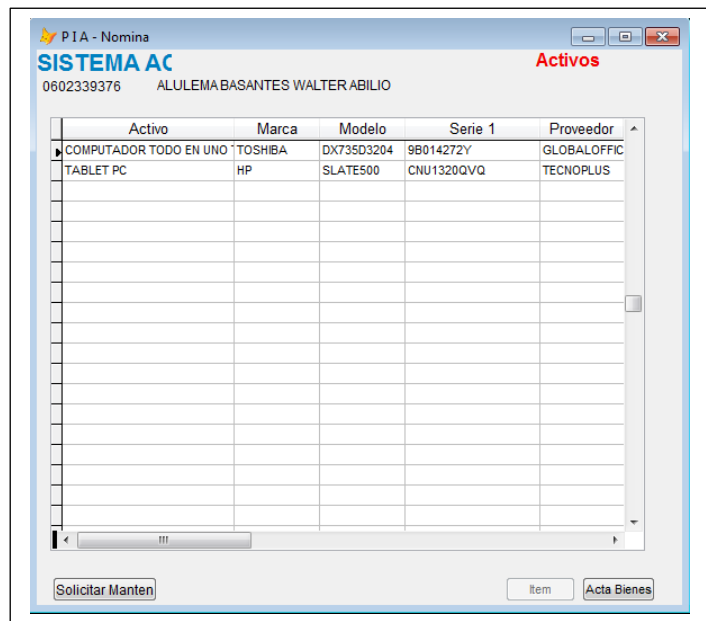 P I A - Nomina
SISTEMA AC
Activos
0602339376 ALULEMA BASANTES WALTER ABILIO
Activo Marca Modelo Serie 1 Proveedor
COMPUTADOR TODO EN UNO TOSHIBA DX735D3204 9B014272Y GLOBALOFFIC
TABLET PC HP SLATE500 CNU1320QVQ TECNOPLUS
Solicitar Manten Item Acta Bienes